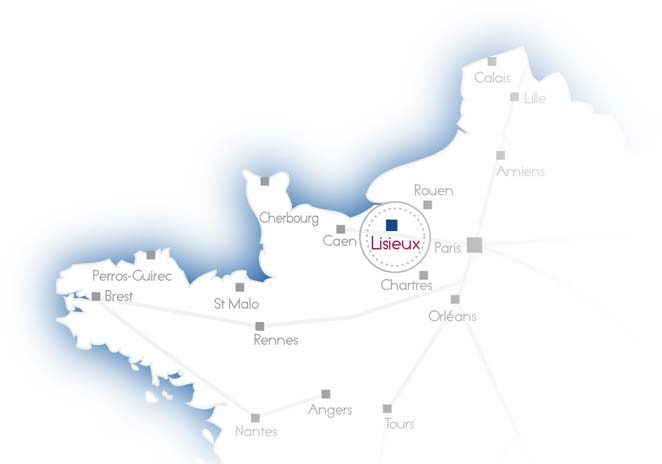 Calais
Lille
Amiens
Rouen
Cherbourg
Caen
Lisieux
Paris
Perros-Guirec
Chartres
Brest
St Malo
Orléans
Rennes
Angers
Tours
Nantes